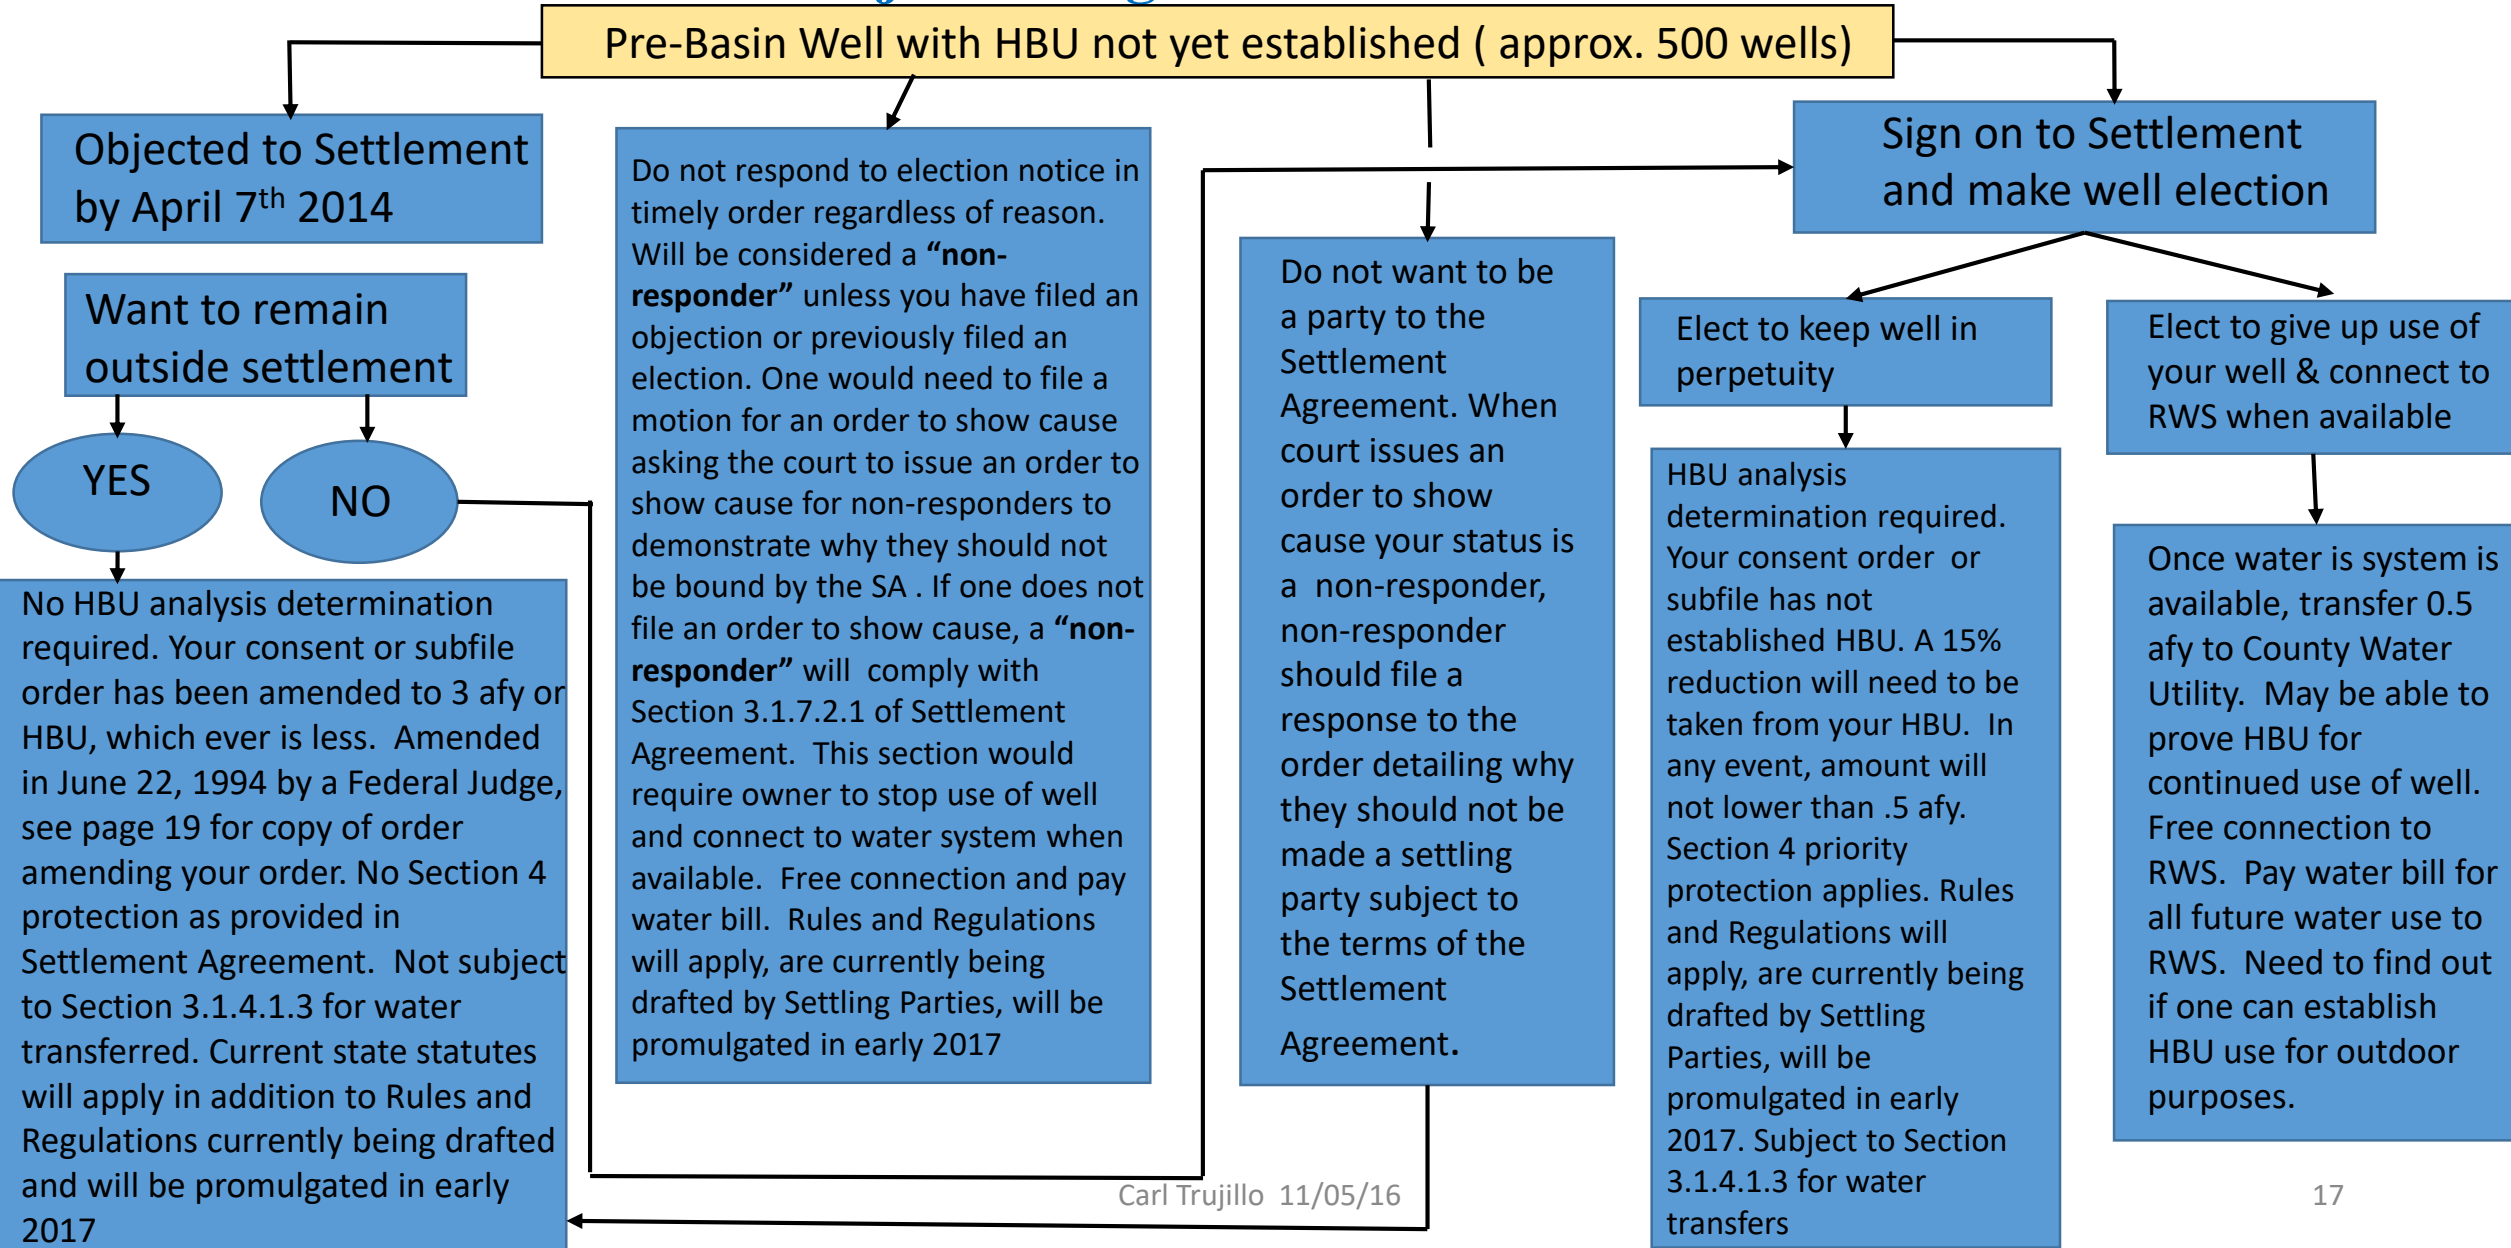 Pre-Basin Well with HBU not yet established ( approx. 500 wells)
Objected to Settlement
by April 7th 2014
Want to remain
outside settlement
YES
NO
No HBU analysis determination
required. Your consent or subfile
order has been amended to 3 afy or
HBU, which ever is less.  Amended
in June 22, 1994 by a Federal Judge,
see page 19 for copy of order
amending your order. No Section 4
protection as provided in
Settlement Agreement.  Not subject
to Section 3.1.4.1.3 for water
transferred. Current state statutes
will apply in addition to Rules and
Regulations currently being drafted
and will be promulgated in early
2017
Do not respond to election notice in
timely order regardless of reason.
Will be considered a “non-
responder” unless you have filed an
objection or previously filed an
election. One would need to file a
motion for an order to show cause
asking the court to issue an order to
show cause for non-responders to
demonstrate why they should not
be bound by the SA . If one does not
file an order to show cause, a “non-
responder” will  comply with
Section 3.1.7.2.1 of Settlement
Agreement.  This section would
require owner to stop use of well
and connect to water system when
available.  Free connection and pay
water bill.  Rules and Regulations
will apply, are currently being
drafted by Settling Parties, will be
promulgated in early 2017
Do not want to be
a party to the
Settlement
Agreement. When
court issues an
order to show
cause your status is
a  non-responder,
non-responder
should file a
response to the
order detailing why
they should not be
made a settling
party subject to
the terms of the
Settlement
Agreement.
Sign on to Settlement
and make well election
Elect to keep well in
perpetuity
HBU analysis
determination required.
Your consent order  or
subfile has not
established HBU. A 15%
reduction will need to be
taken from your HBU.  In
any event, amount will
not lower than .5 afy.
Section 4 priority
protection applies. Rules
and Regulations will
apply, are currently being
drafted by Settling
Parties, will be
promulgated in early
2017. Subject to Section
3.1.4.1.3 for water
transfers
Elect to give up use of
your well & connect to
RWS when available
Once water is system is
available, transfer 0.5
afy to County Water
Utility.  May be able to
prove HBU for
continued use of well.
Free connection to
RWS.  Pay water bill for
all future water use to
RWS.  Need to find out
if one can establish
HBU use for outdoor
purposes.
Carl Trujillo  11/05/16
17